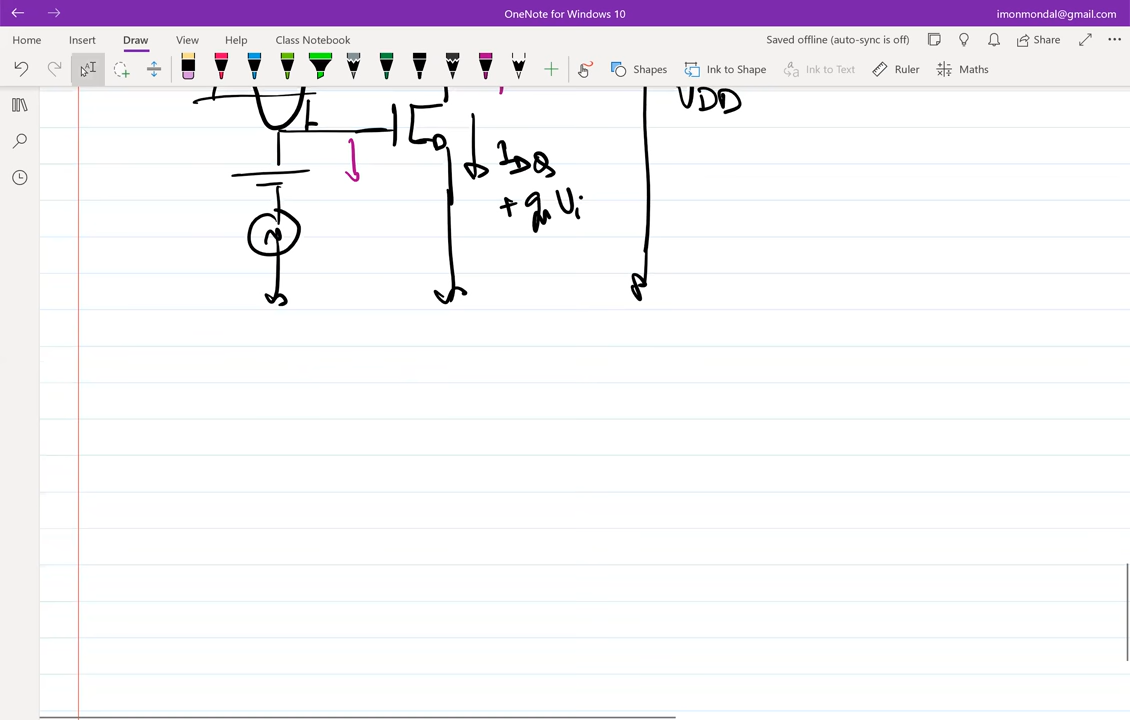 OneNote for Windows 10
imonmondal@gmail.com
Home Insert Draw View Help Class Notebook
Saved offline (auto-sync is off) Share
Shapes Ink to Shape Ink to Text Ruler Maths
VDD
IDQ
+ gm Vi